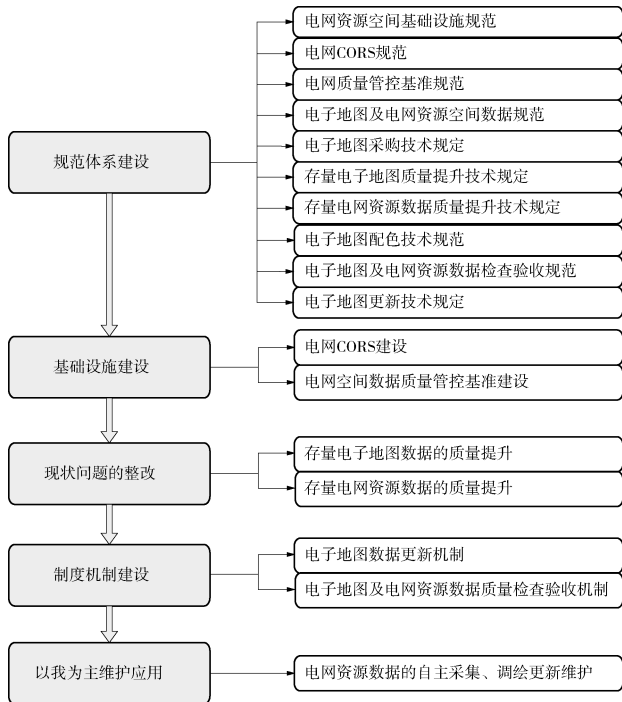 规范体系建设
电网资源空间基础设施规范
电网CORS规范
电网质量管控基准规范
电子地图及电网资源空间数据规范
电子地图采购技术规定
存量电子地图质量提升技术规定
存量电网资源数据质量提升技术规定
电子地图配色技术规范
电子地图及电网资源数据检查验收规范
电子地图更新技术规定
基础设施建设
电网CORS建设
电网空间数据质量管控基准建设
现状问题的整改
存量电子地图数据的质量提升
存量电网资源数据的质量提升
制度机制建设
电子地图数据更新机制
电子地图及电网资源数据质量检查验收机制
以我为主维护应用
电网资源数据的自主采集、调绘更新维护